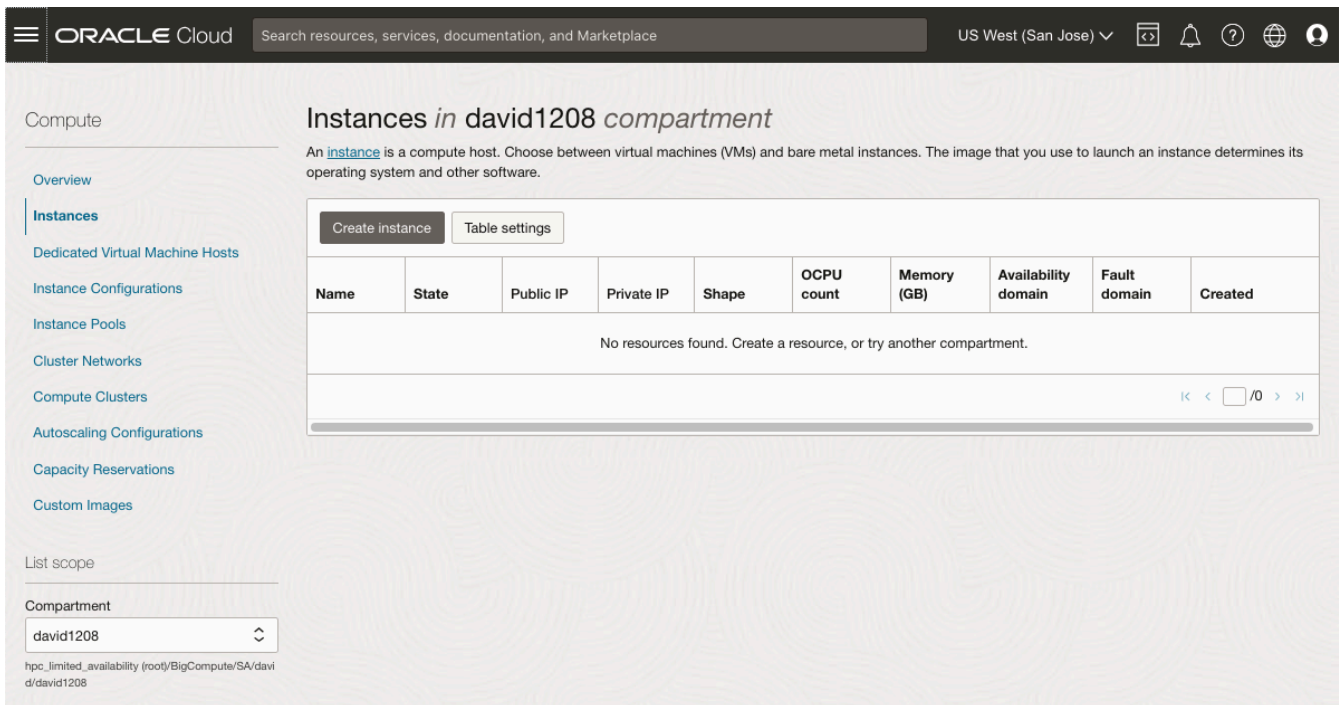 ORACLE Cloud
Search resources, services, documentation, and Marketplace
US West (San Jose)
Compute
Overview
Instances
Dedicated Virtual Machine Hosts
Instance Configurations
Instance Pools
Cluster Networks
Compute Clusters
Autoscaling Configurations
Capacity Reservations
Custom Images
List scope
Compartment
david1208
hpc_limited_availability (root)/BigCompute/SA/davi
d/david1208
Instances in david1208 compartment
An instance is a compute host. Choose between virtual machines (VMs) and bare metal instances. The image that you use to launch an instance determines its
operating system and other software.
Create instance
Table settings
Name
State
Public IP
Private IP
Shape
OCPU
count
Memory
(GB)
Availability
domain
Fault
domain
Created
No resources found. Create a resource, or try another compartment.
/0